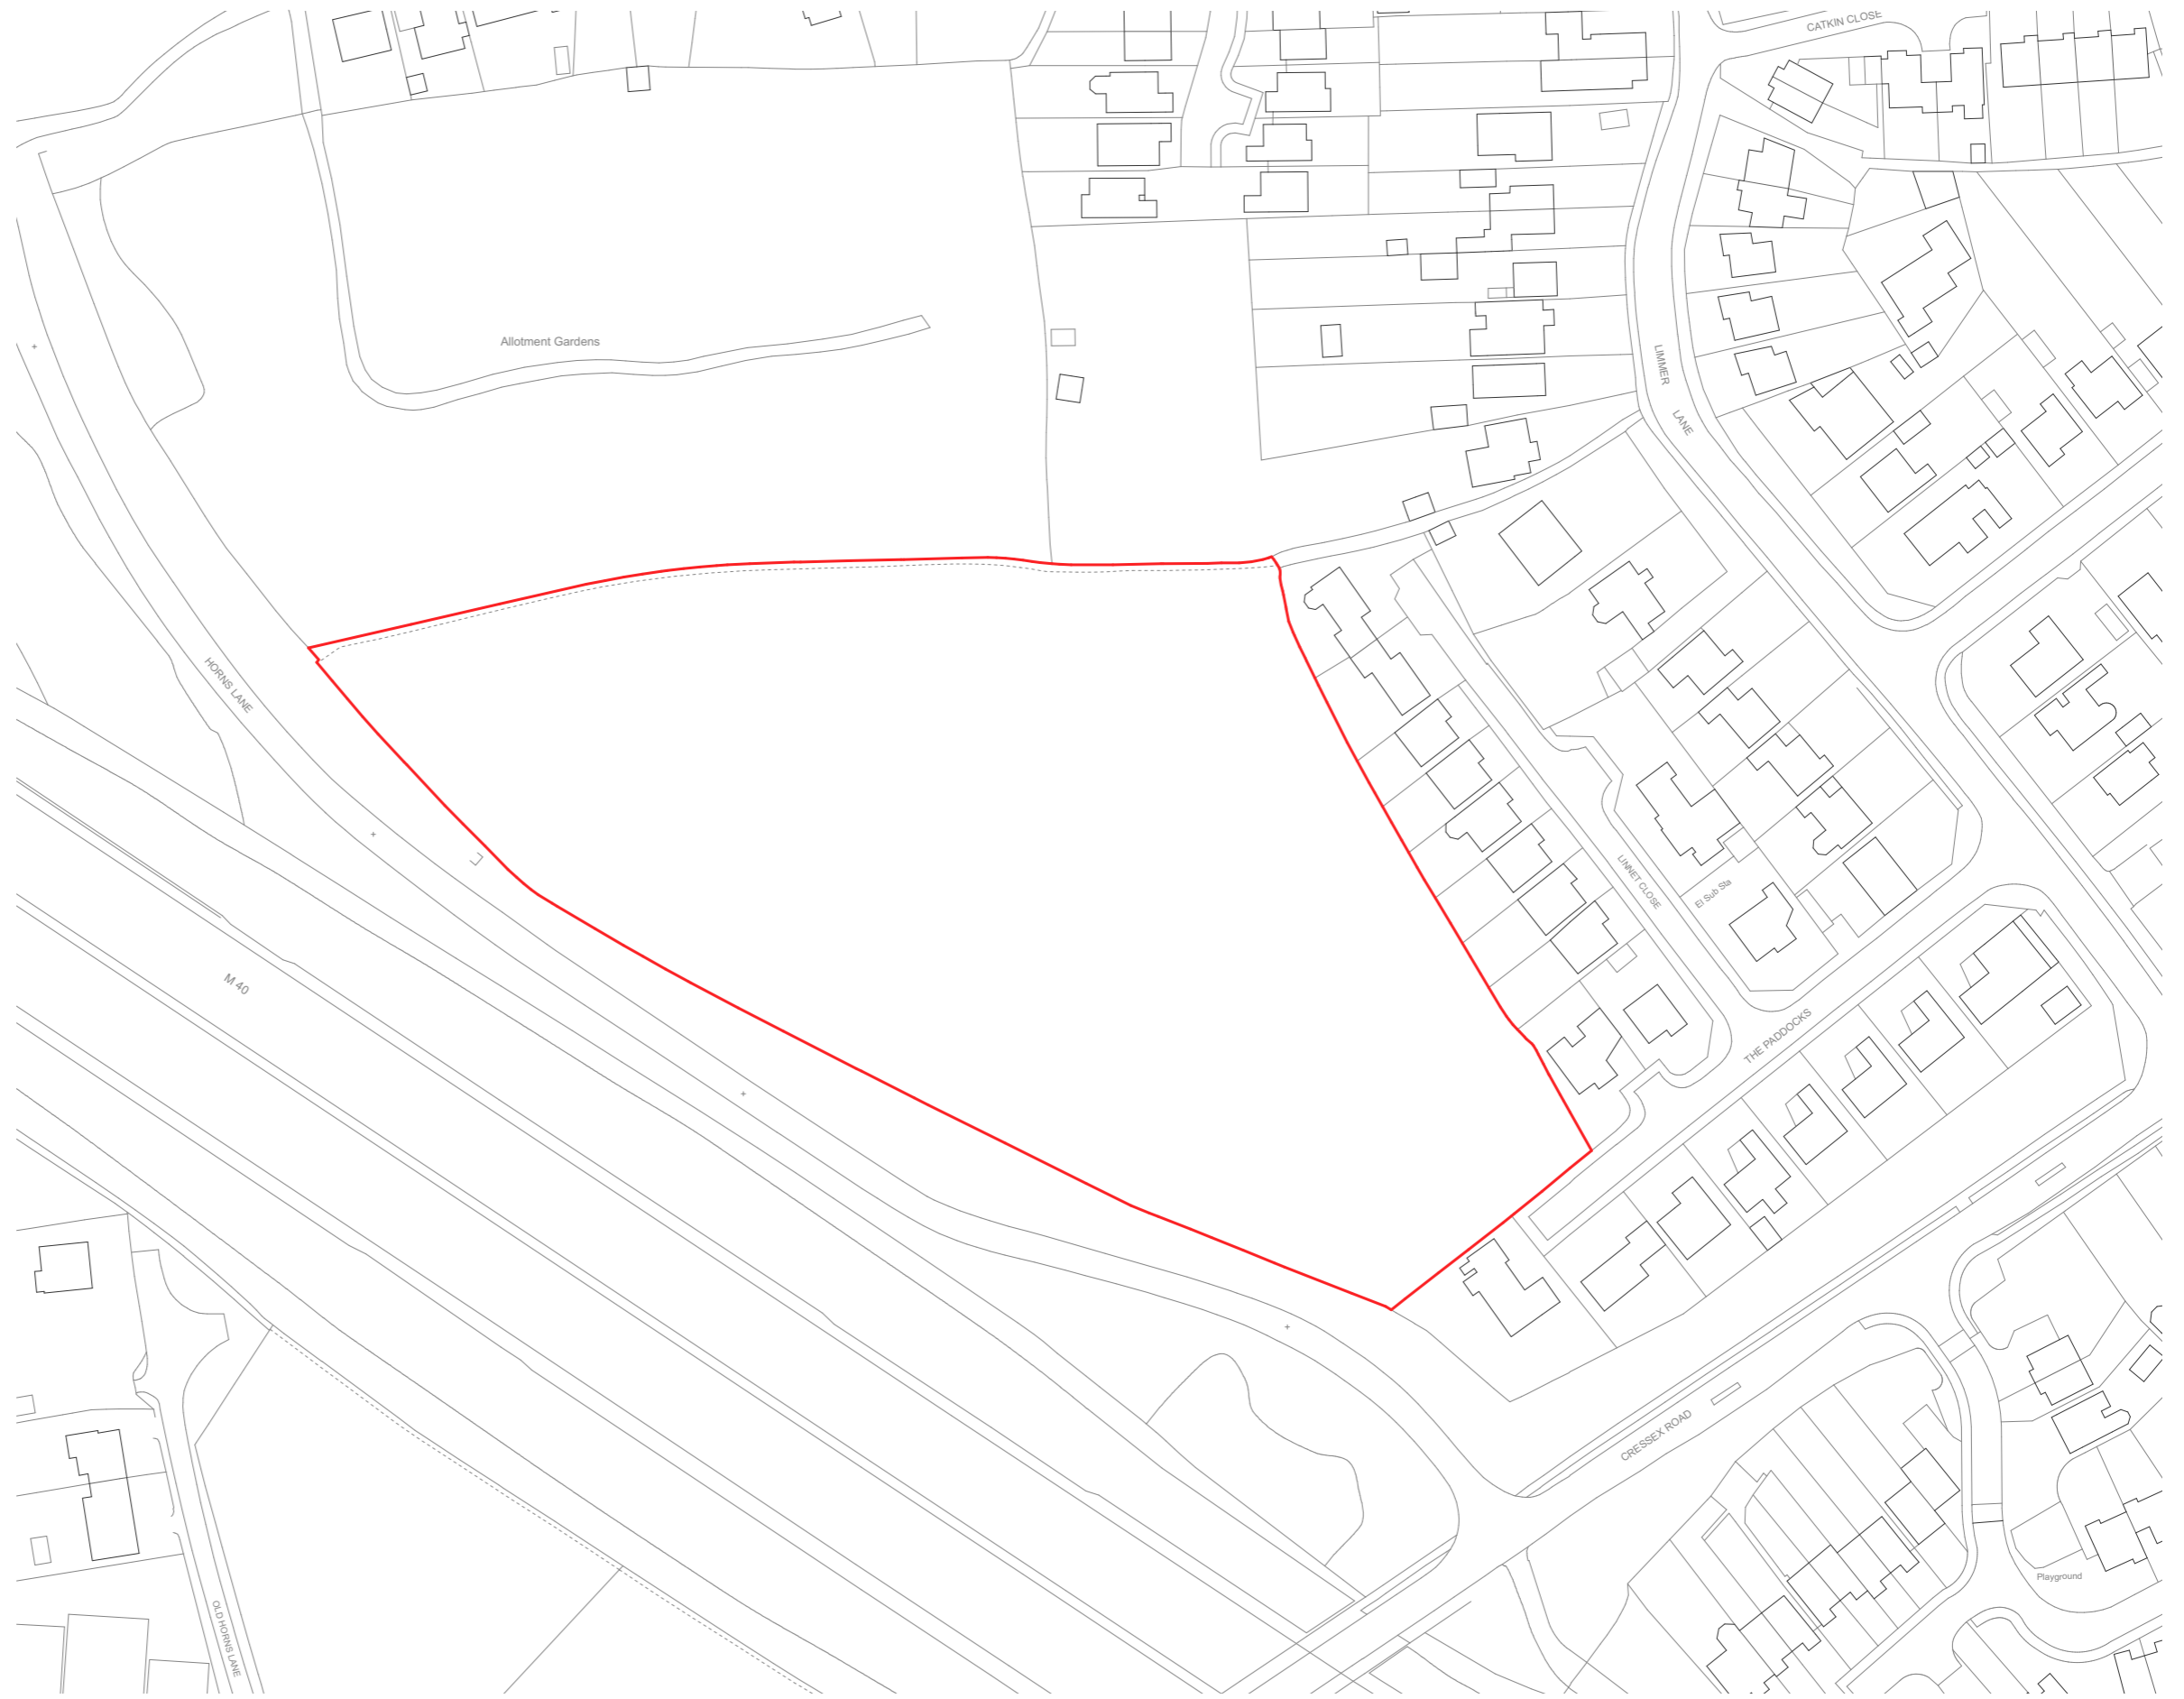 CATKIN CLOSE
Allotment Gardens
LIMMER
LANE
HORNS LANE
LINNET CLOSE
El Sub Sta
M 40
THE PADDOCKS
CRESSEX ROAD
Playground
OLD HORNS LANE